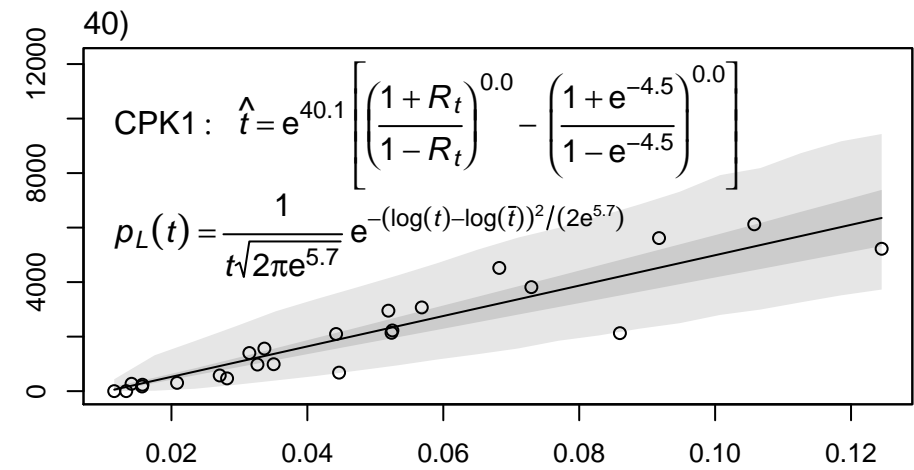 40)
CPK1 : t̂ = e^40.1 [((1 + R_t)/(1 − R_t))^0.0 − ((1 + e^−4.5)/(1 − e^−4.5))^0.0]
p_L(t) = 1/(t√(2πe^5.7)) e^−(log(t)−log(t̄))²/(2e^5.7)
12000
8000
4000
0
0.02 0.04 0.06 0.08 0.10 0.12